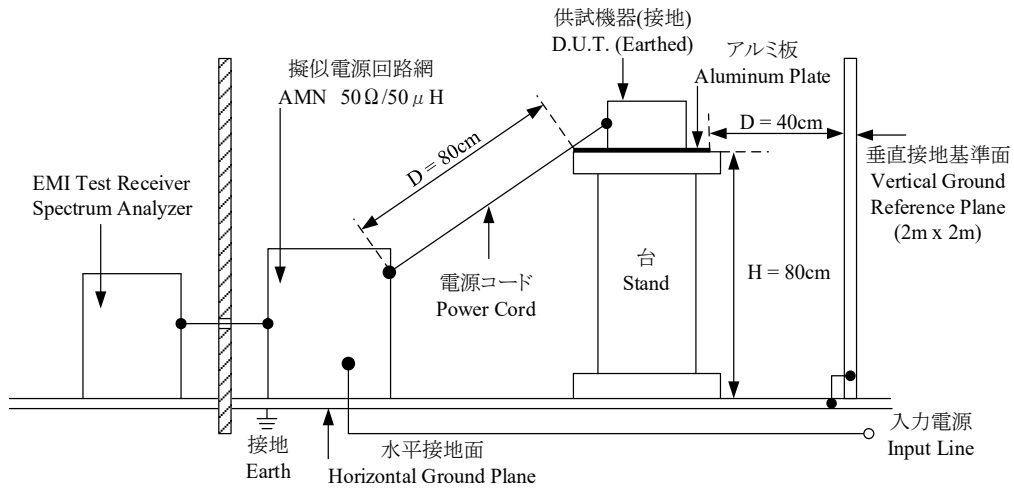 供試機器(接地)
D.U.T. (Earthed)
アルミ板
Aluminum Plate
擬似電源回路網
AMN 50Ω/50μH
D = 80cm
D = 40cm
垂直接地基準面
Vertical Ground
Reference Plane
(2m x 2m)
EMI Test Receiver
Spectrum Analyzer
台
Stand
H = 80cm
電源コード
Power Cord
接地
Earth
水平接地面
Horizontal Ground Plane
入力電源
Input Line